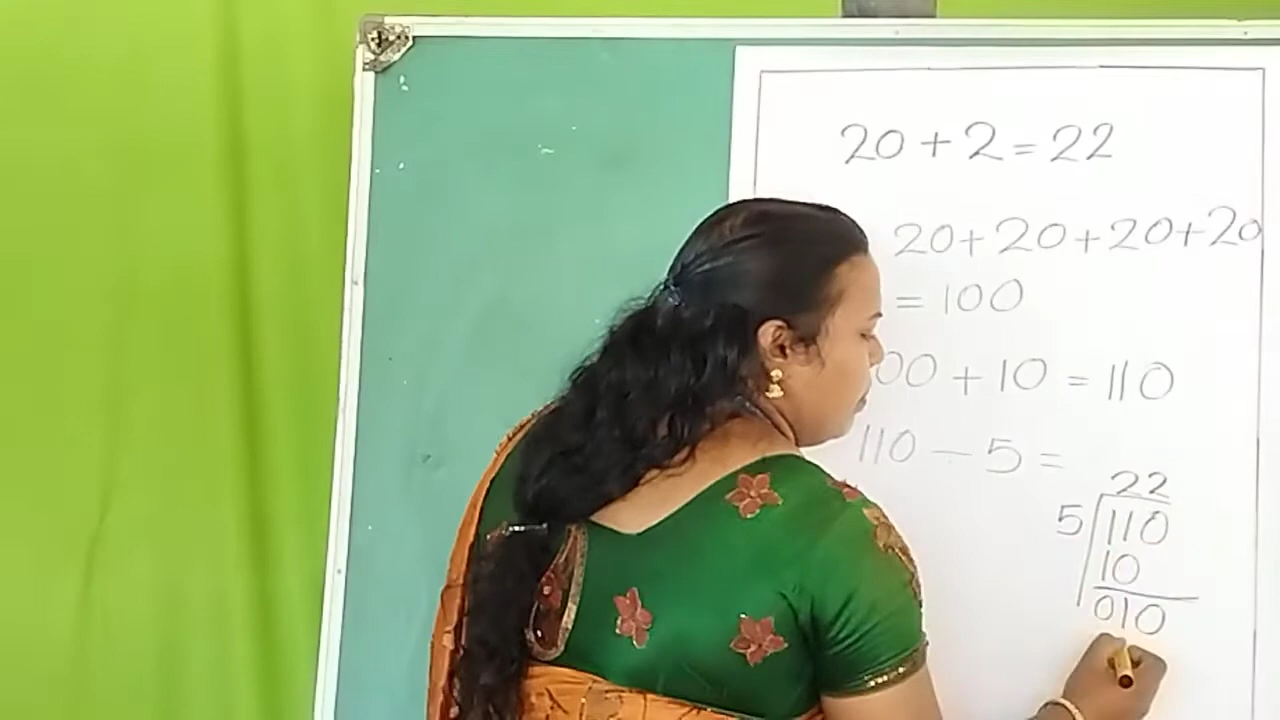 20 + 2 = 22
20 + 20 + 20 + 20
= 100
00 + 10 = 110
110 — 5 =
22
5 110
10
010